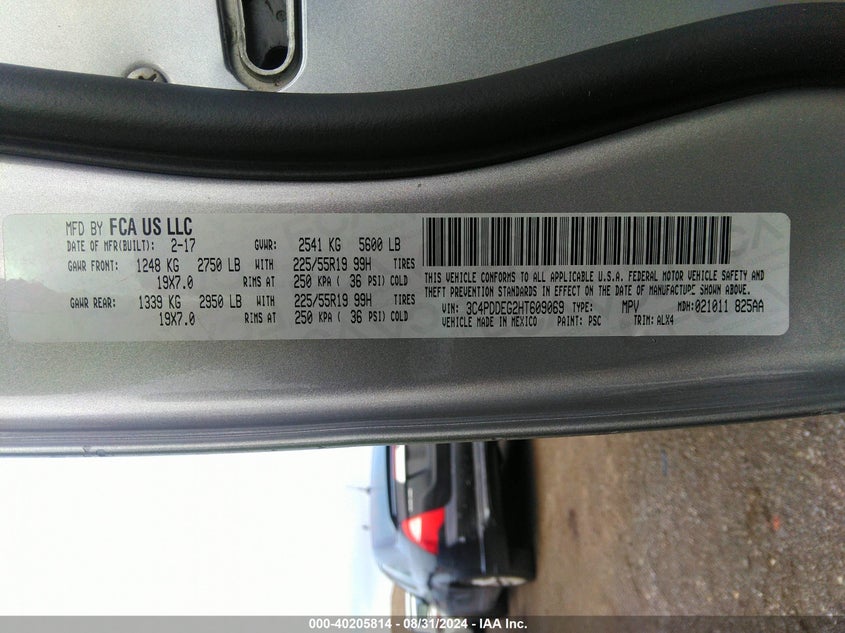 MFD BY FCA US LLC
DATE OF MFR(BUILT): 2-17 GVWR: 2541 KG 5600 LB
GAWR FRONT: 1248 KG 2750 LB WITH 225/55R19 99H TIRES
19X7.0 RIMS AT 250 KPA ( 36 PSI) COLD
GAWR REAR: 1339 KG 2950 LB WITH 225/55R19 99H TIRES
19X7.0 RIMS AT 250 KPA ( 36 PSI) COLD
THIS VEHICLE CONFORMS TO ALL APPLICABLE U.S.A. FEDERAL MOTOR VEHICLE SAFETY AND
THEFT PREVENTION STANDARDS IN EFFECT ON THE DATE OF MANUFACTURE SHOWN ABOVE.
VIN: 3C4PDDEG2HT609069 TYPE: MPV MDH:021011 825AA
VEHICLE MADE IN MEXICO PAINT: PSC TRIM: ALX4
000-40205814 - 08/31/2024 - IAA Inc.